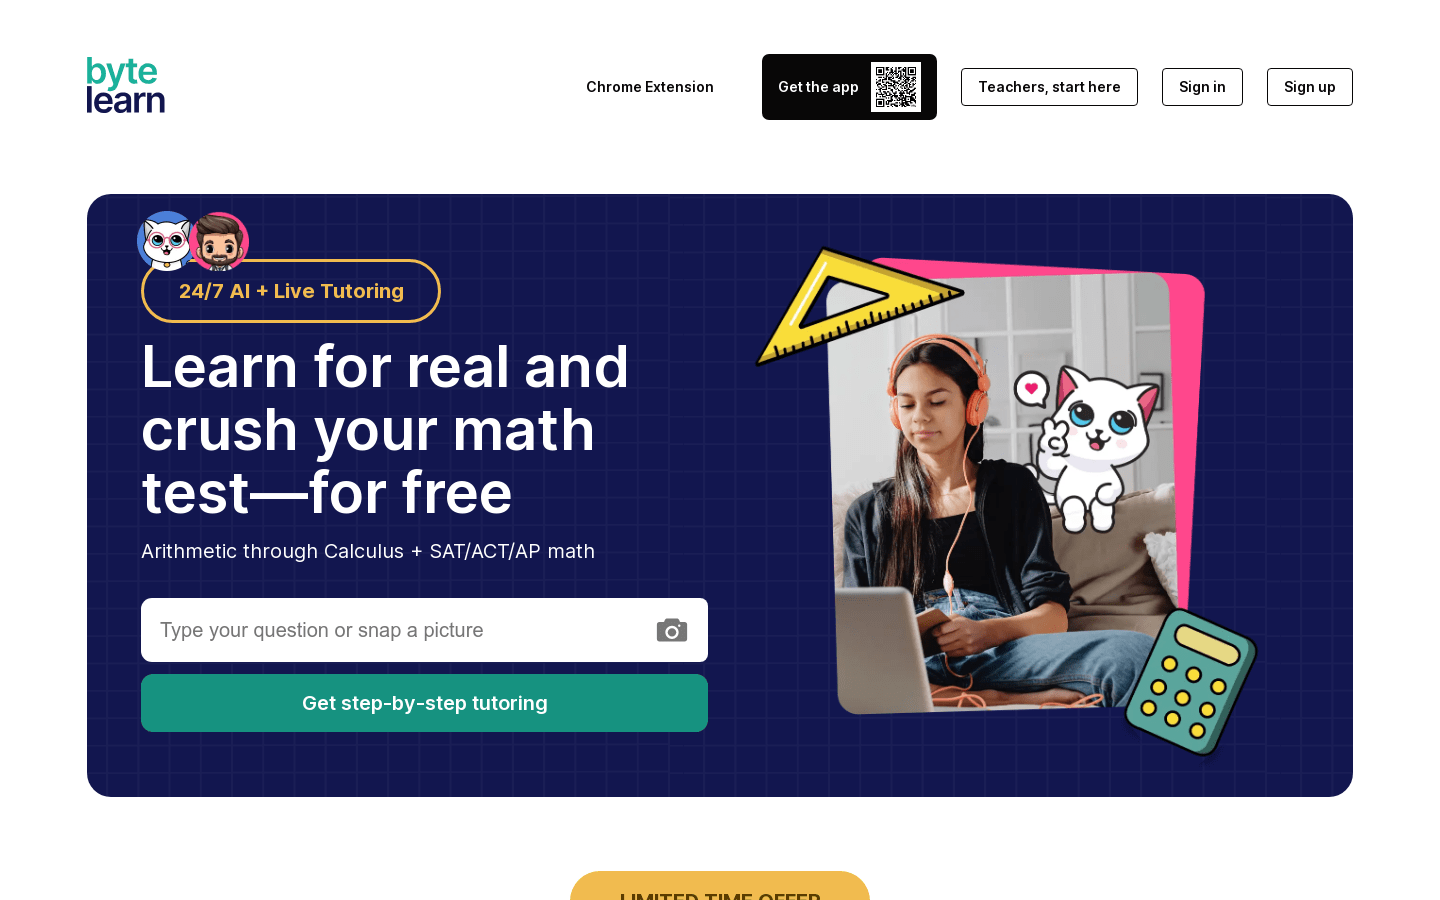 byte
learn
Chrome Extension
Get the app
Teachers, start here
Sign in
Sign up
24/7 AI + Live Tutoring
Learn for real and
crush your math
test—for free
Arithmetic through Calculus + SAT/ACT/AP math
Type your question or snap a picture
Get step-by-step tutoring
LIMITED TIME OFFER